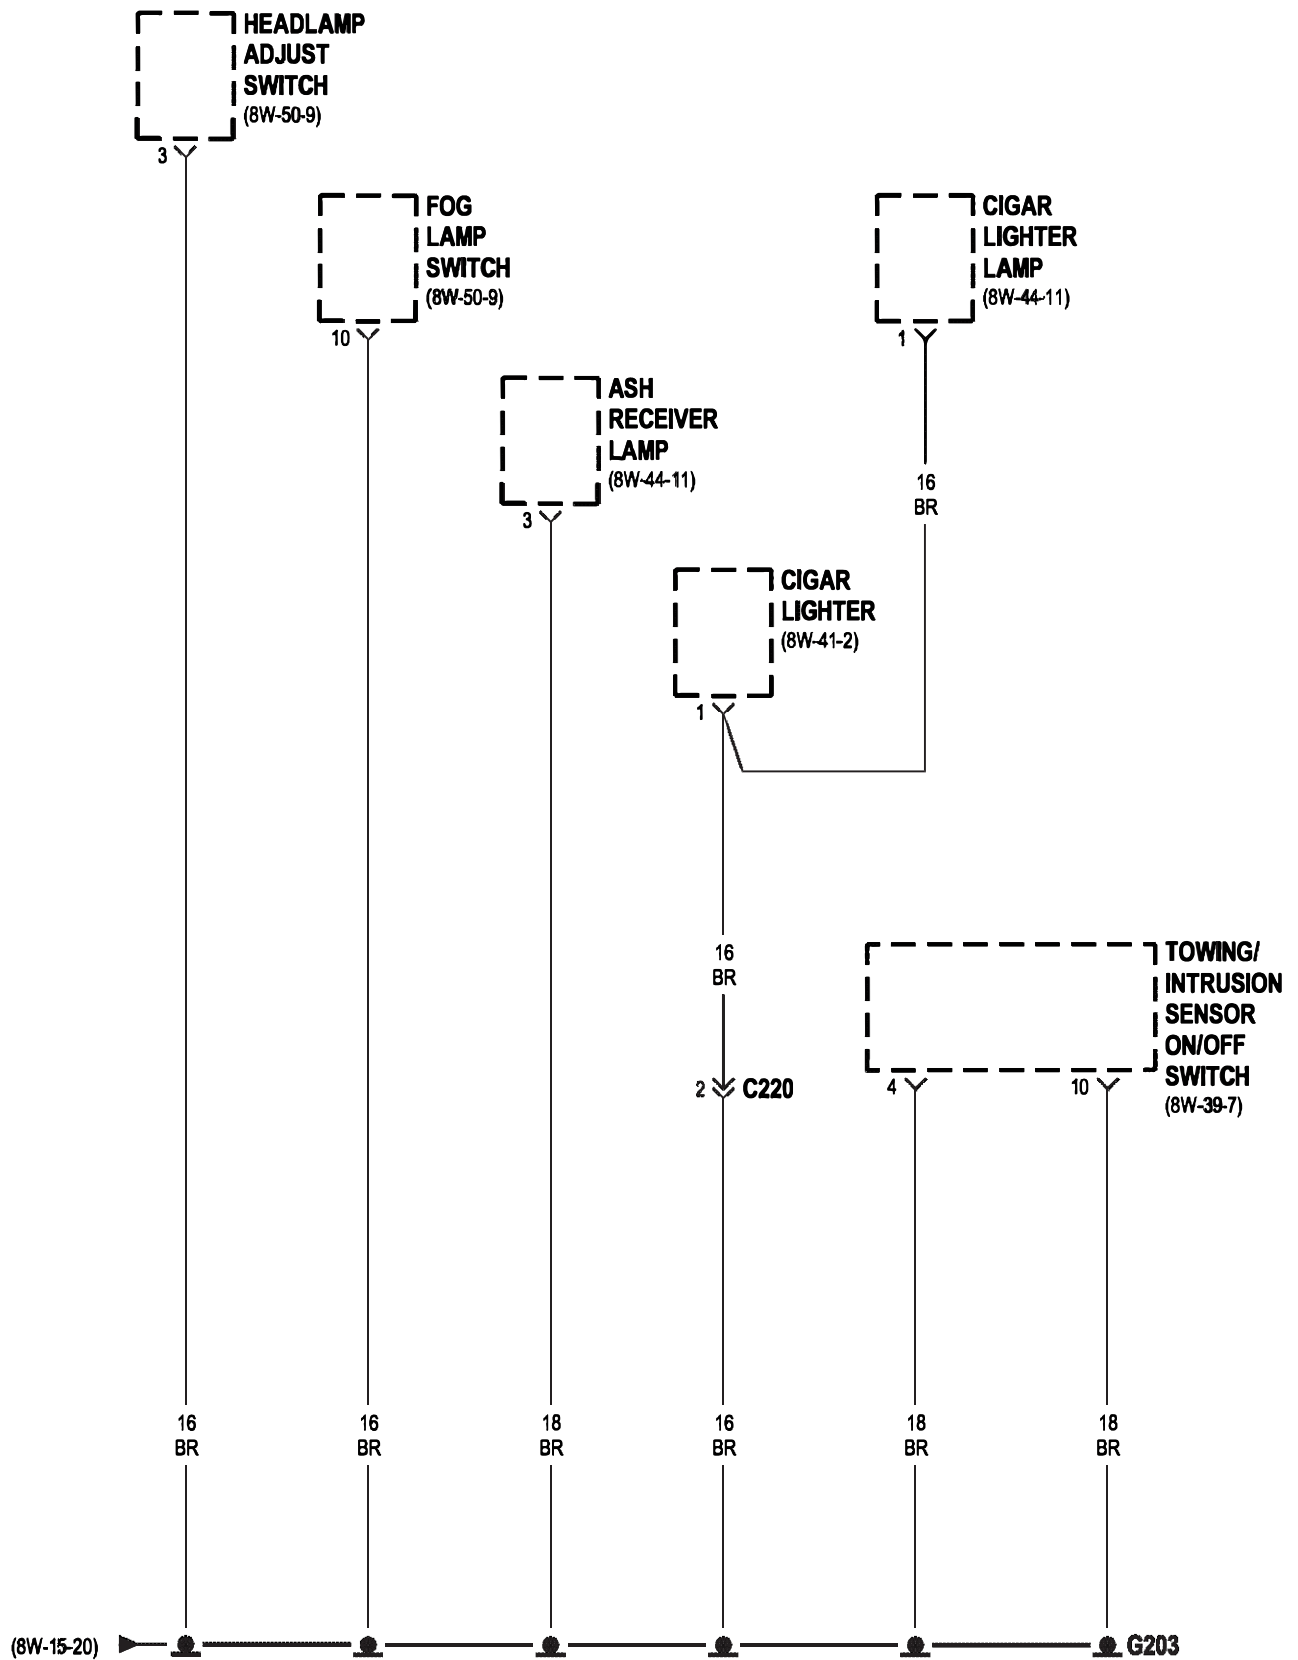 HEADLAMP
ADJUST
SWITCH
(8W-50-9)
3
FOG
LAMP
SWITCH
(8W-50-9)
10
CIGAR
LIGHTER
LAMP
(8W-44-11)
1
16
BR
ASH
RECEIVER
LAMP
(8W-44-11)
3
CIGAR
LIGHTER
(8W-41-2)
1
16
BR
2 C220
TOWING/
INTRUSION
SENSOR
ON/OFF
SWITCH
(8W-39-7)
4
10
16
BR
16
BR
18
BR
16
BR
18
BR
18
BR
(8W-15-20)
G203